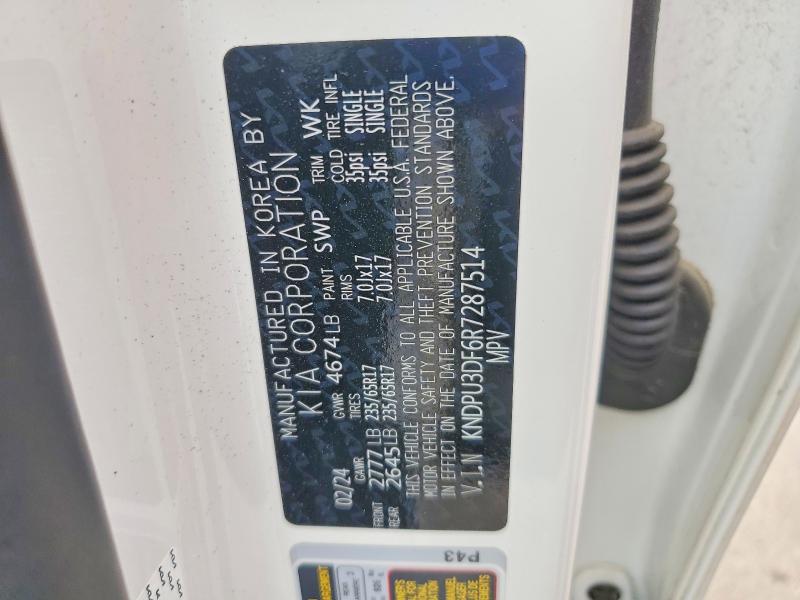 MANUFACTURED IN KOREA BY
KIA CORPORATION
02/24 GVWR 4674LB PAINT SWP TRIM WK
GAWR TIRES RIMS COLD TIRE INFL
FRONT 2777LB 235/65R17 7.0Jx17 35psi SINGLE
REAR 2645LB 235/65R17 7.0Jx17 35psi SINGLE
THIS VEHICLE CONFORMS TO ALL APPLICABLE U.S.A. FEDERAL
MOTOR VEHICLE SAFETY AND THEFT PREVENTION STANDARDS
IN EFFECT ON THE DATE OF MANUFACTURE SHOWN ABOVE.
V.I.N KNDPU3DF6R7287514
MPV
P43